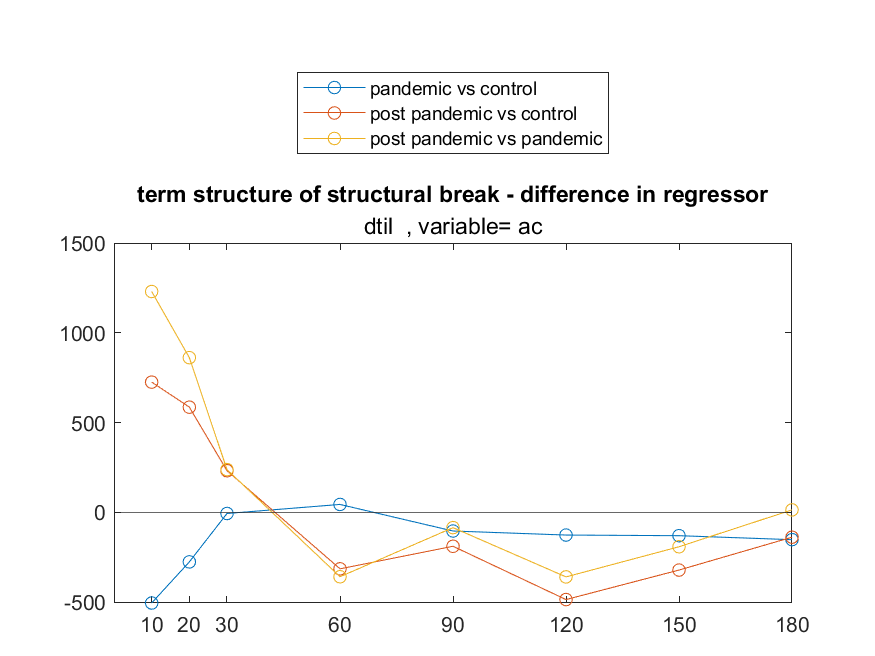 pandemic vs control
post pandemic vs control
post pandemic vs pandemic
term structure of structural break - difference in regressor
dtil , variable= ac
1500
1000
500
0
-500
10 20 30 60 90 120 150 180